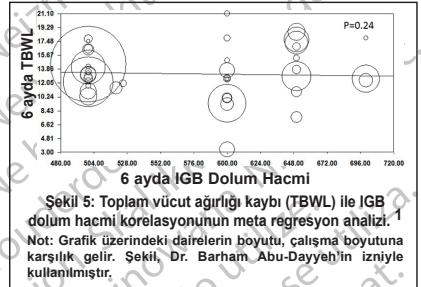 21.10
19.29
17.48
15.67
13.86
12.05
10.24
8.43
6.62
4.81
3.00
6 ayda TBWL
P=0.24
480.00 504.00 528.00 552.00 576.00 600.00 624.00 648.00 672.00 696.00 720.00
6 ayda IGB Dolum Hacmi
Şekil 5: Toplam vücut ağırlığı kaybı (TBWL) ile IGB
dolum hacmi korelasyonunun meta regresyon analizi. 1
Not: Grafik üzerindeki dairelerin boyutu, çalışma boyutuna
karşılık gelir. Şekil, Dr. Barham Abu-Dayyeh'in izniyle
kullanılmıştır.